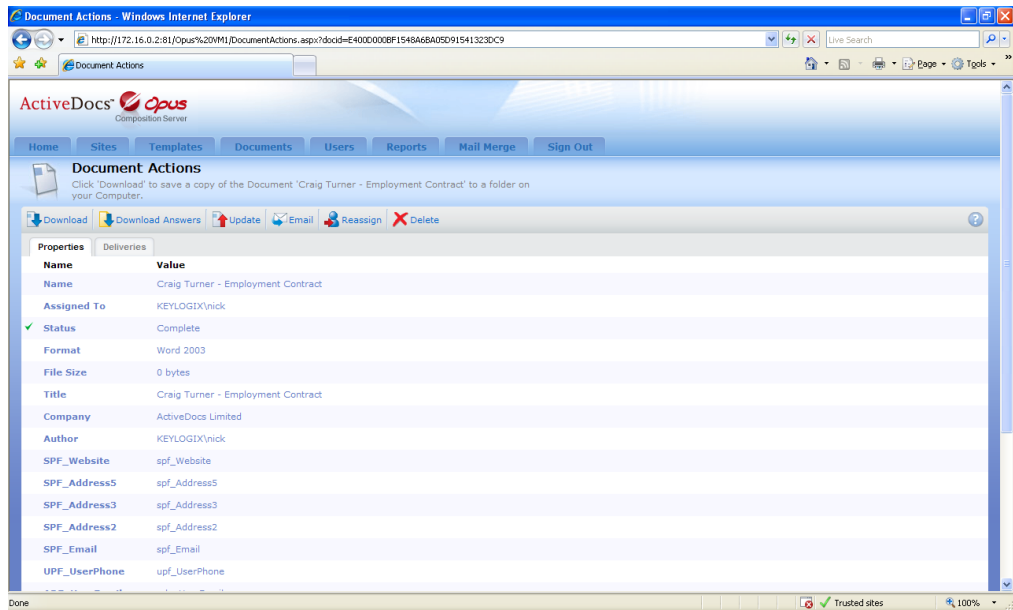 Document Actions - Windows Internet Explorer
http://172.16.0.2:81/Opus%20VM1/DocumentActions.aspx?docid=E400D000BF1548A6BA05D91541323DC9
Live Search
Document Actions
Page
Tools
ActiveDocs Opus
Composition Server
Home Sites Templates Documents Users Reports Mail Merge Sign Out
Document Actions
Click 'Download' to save a copy of the Document 'Craig Turner - Employment Contract' to a folder on
your Computer.
Download Download Answers Update Email Reassign Delete
Properties Deliveries
Name Value
Name Craig Turner - Employment Contract
Assigned To KEYLOGIX\nick
Status Complete
Format Word 2003
File Size 0 bytes
Title Craig Turner - Employment Contract
Company ActiveDocs Limited
Author KEYLOGIX\nick
SPF_Website spf_Website
SPF_Address5 spf_Address5
SPF_Address3 spf_Address3
SPF_Address2 spf_Address2
SPF_Email spf_Email
UPF_UserPhone upf_UserPhone
Done
Trusted sites
100%